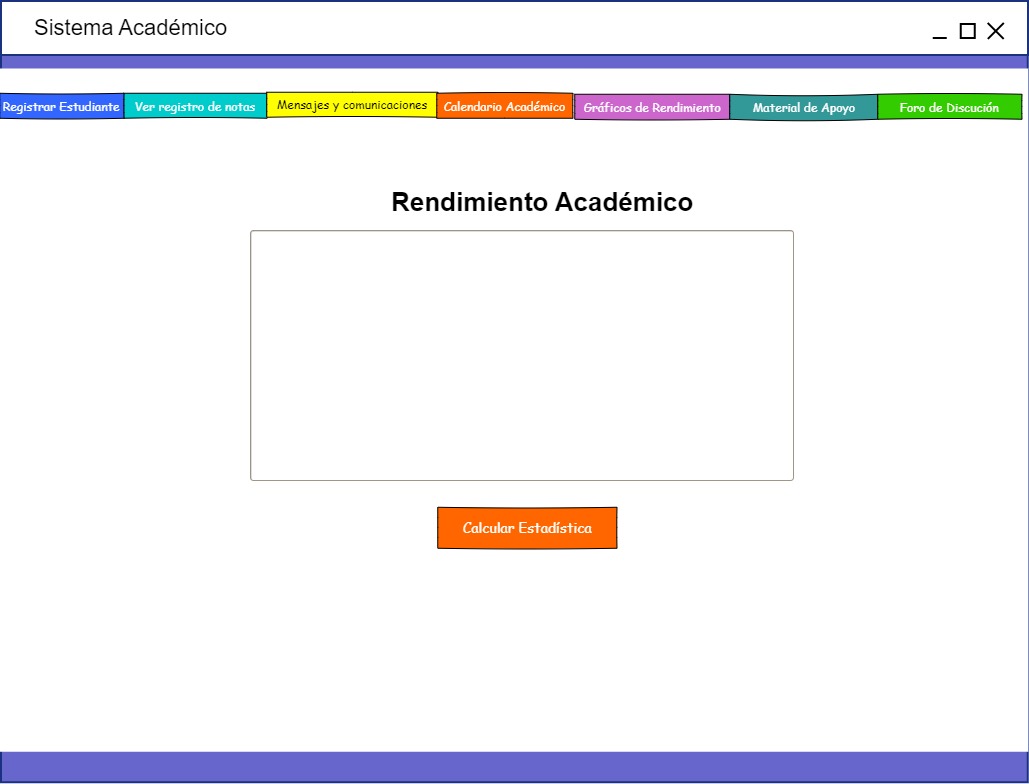 Sistema Académico
Registrar Estudiante
Ver registro de notas
Mensajes y comunicaciones
Calendario Académico
Gráficos de Rendimiento
Material de Apoyo
Foro de Discución
Rendimiento Académico
Calcular Estadística